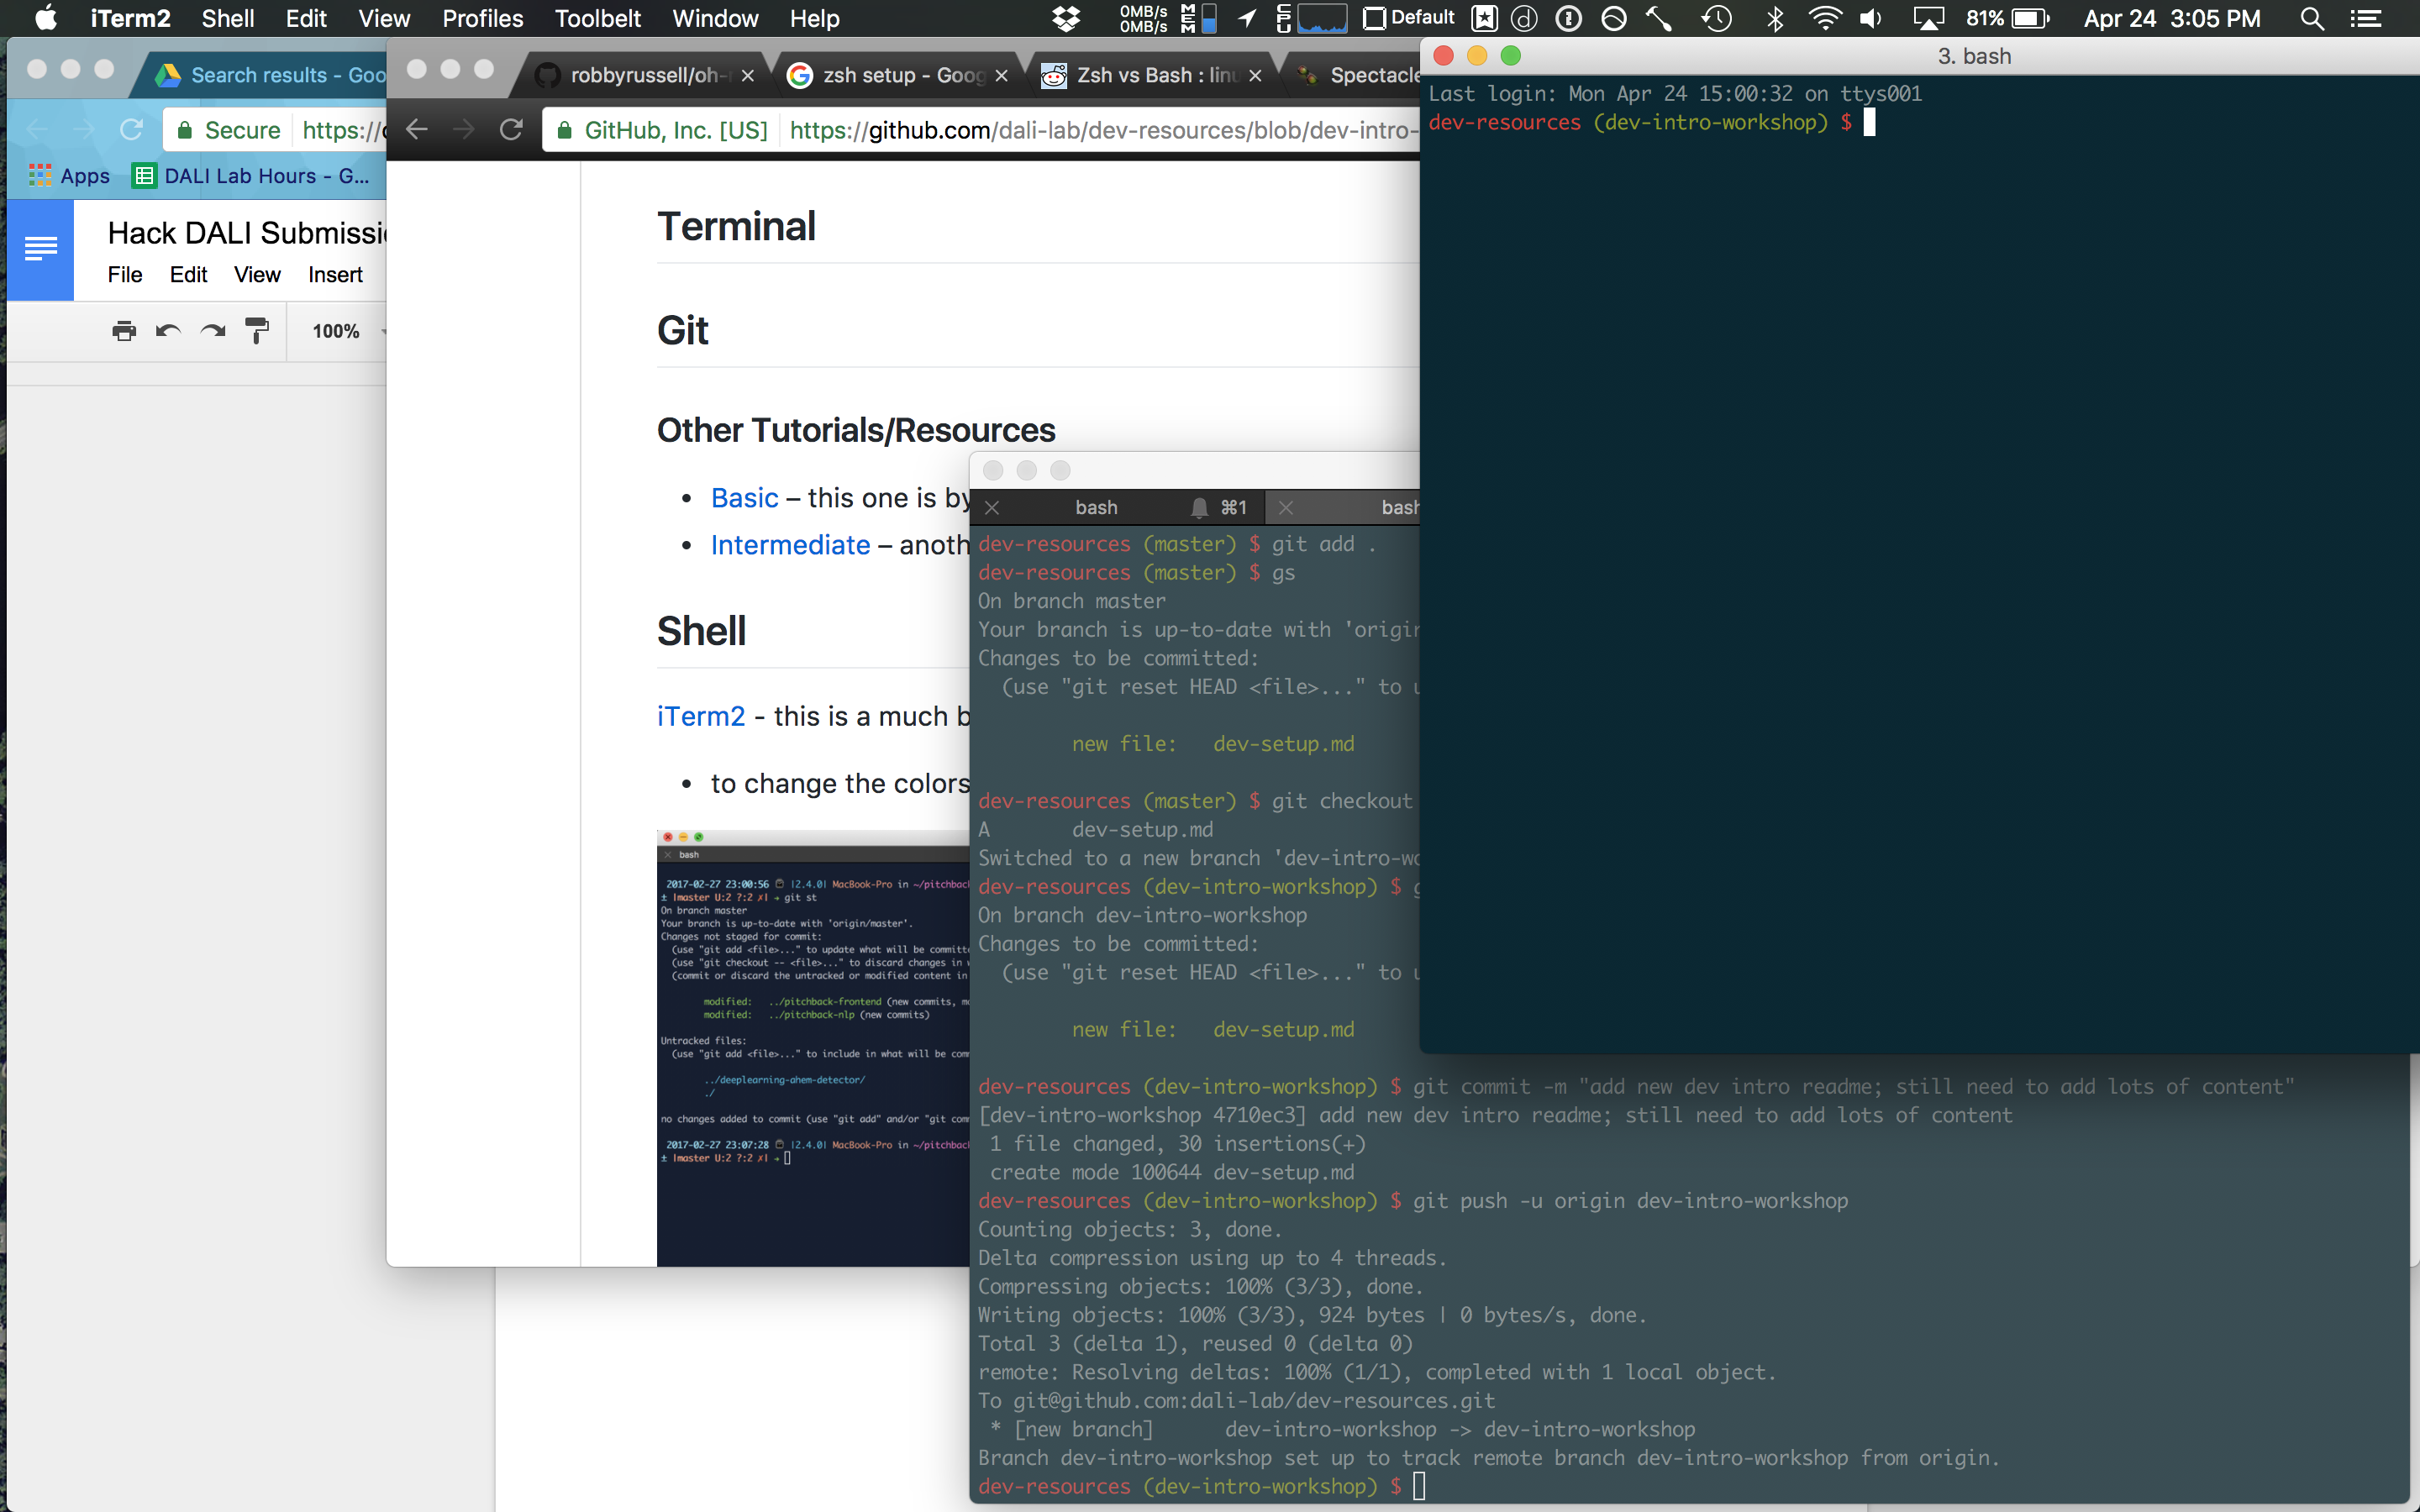 iTerm2 Shell Edit View Profiles Toolbelt Window Help
0MB/s
0MB/s
MEM
CPU
Default
81%
Apr 24 3:05 PM
Search results - Goo
Secure
https://
Apps
DALI Lab Hours - G...
Hack DALI Submissi
File Edit View Insert
100%
robbyrussell/oh-
zsh setup - Goog
Zsh vs Bash : linu
Spectacle
GitHub, Inc. [US]
https://github.com/dali-lab/dev-resources/blob/dev-intro-
Terminal
Git
Other Tutorials/Resources
• Basic – this one is by
• Intermediate – anoth
Shell
iTerm2 - this is a much b
• to change the colors
bash
2017-02-27 23:00:56 |2.4.0| MacBook-Pro in ~/pitchback
± |master U:2 ?:2 ✗| → git st
On branch master
Your branch is up-to-date with 'origin/master'.
Changes not staged for commit:
(use "git add <file>..." to update what will be committe
(use "git checkout -- <file>..." to discard changes in w
(commit or discard the untracked or modified content in
modified: ../pitchback-frontend (new commits, mo
modified: ../pitchback-nlp (new commits)
Untracked files:
(use "git add <file>..." to include in what will be com
../deeplearning-ahem-detector/
./
no changes added to commit (use "git add" and/or "git com
2017-02-27 23:07:28 |2.4.0| MacBook-Pro in ~/pitchback
± |master U:2 ?:2 ✗| →
bash ⌘1
bash
dev-resources (master) $ git add .
dev-resources (master) $ gs
On branch master
Your branch is up-to-date with 'origin
Changes to be committed:
(use "git reset HEAD <file>..." to u
new file: dev-setup.md
dev-resources (master) $ git checkout
A dev-setup.md
Switched to a new branch 'dev-intro-wo
dev-resources (dev-intro-workshop) $ g
On branch dev-intro-workshop
Changes to be committed:
(use "git reset HEAD <file>..." to u
new file: dev-setup.md
dev-resources (dev-intro-workshop) $ git commit -m "add new dev intro readme; still need to add lots of content"
[dev-intro-workshop 4710ec3] add new dev intro readme; still need to add lots of content
1 file changed, 30 insertions(+)
create mode 100644 dev-setup.md
dev-resources (dev-intro-workshop) $ git push -u origin dev-intro-workshop
Counting objects: 3, done.
Delta compression using up to 4 threads.
Compressing objects: 100% (3/3), done.
Writing objects: 100% (3/3), 924 bytes | 0 bytes/s, done.
Total 3 (delta 1), reused 0 (delta 0)
remote: Resolving deltas: 100% (1/1), completed with 1 local object.
To git@github.com:dali-lab/dev-resources.git
* [new branch] dev-intro-workshop -> dev-intro-workshop
Branch dev-intro-workshop set up to track remote branch dev-intro-workshop from origin.
dev-resources (dev-intro-workshop) $
3. bash
Last login: Mon Apr 24 15:00:32 on ttys001
dev-resources (dev-intro-workshop) $